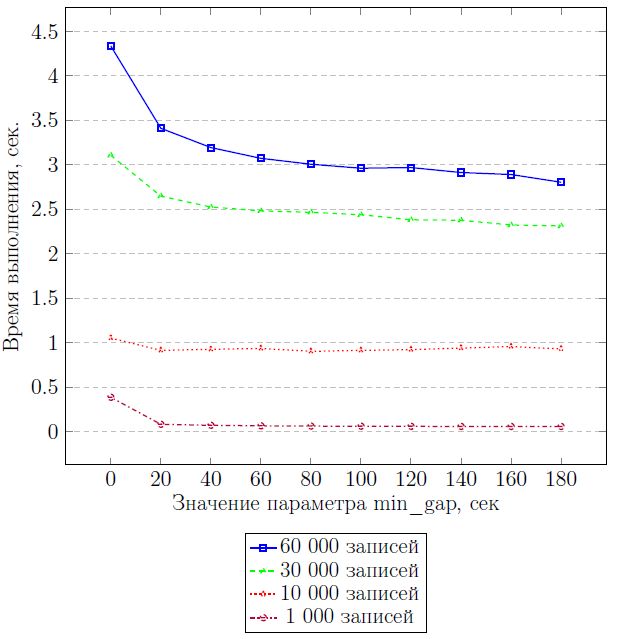 4.5
4
3.5
3
2.5
2
1.5
1
0.5
0
Время выполнения, сек.
0 20 40 60 80 100 120 140 160 180
Значение параметра min_gap, сек
60 000 записей
30 000 записей
10 000 записей
1 000 записей